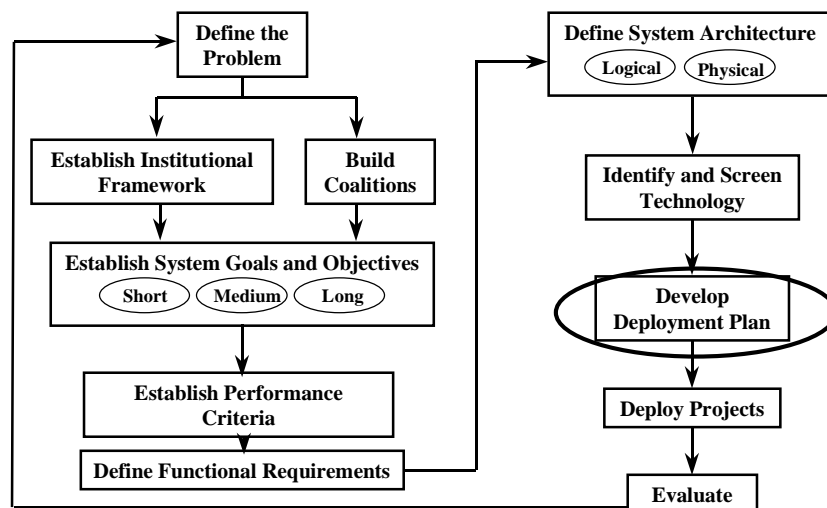 Define the
Problem
Establish Institutional
Framework
Build
Coalitions
Establish System Goals and Objectives
Short
Medium
Long
Establish Performance
Criteria
Define Functional Requirements
Define System Architecture
Logical
Physical
Identify and Screen
Technology
Develop
Deployment Plan
Deploy Projects
Evaluate